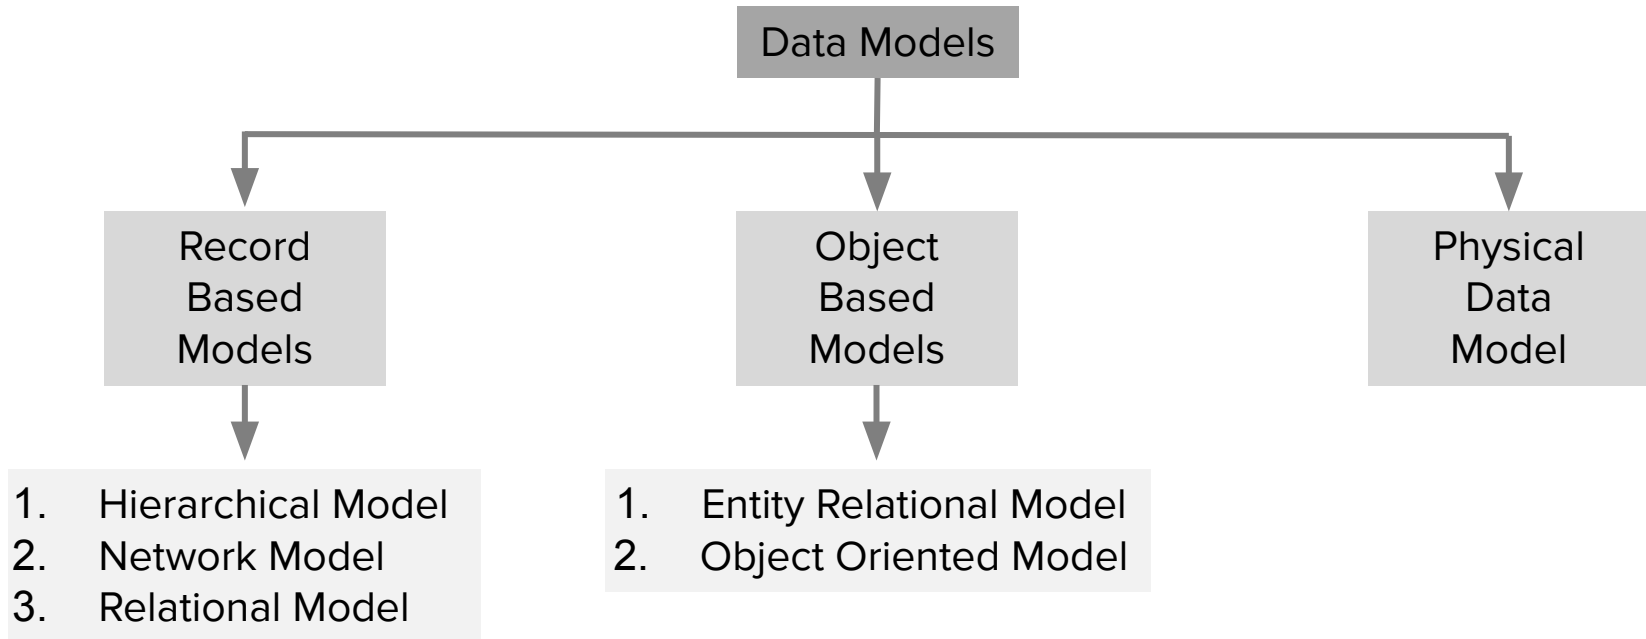 Data Models
Record
Based
Models
Object
Based
Models
Physical
Data
Model
1. Hierarchical Model
2. Network Model
3. Relational Model
1. Entity Relational Model
2. Object Oriented Model